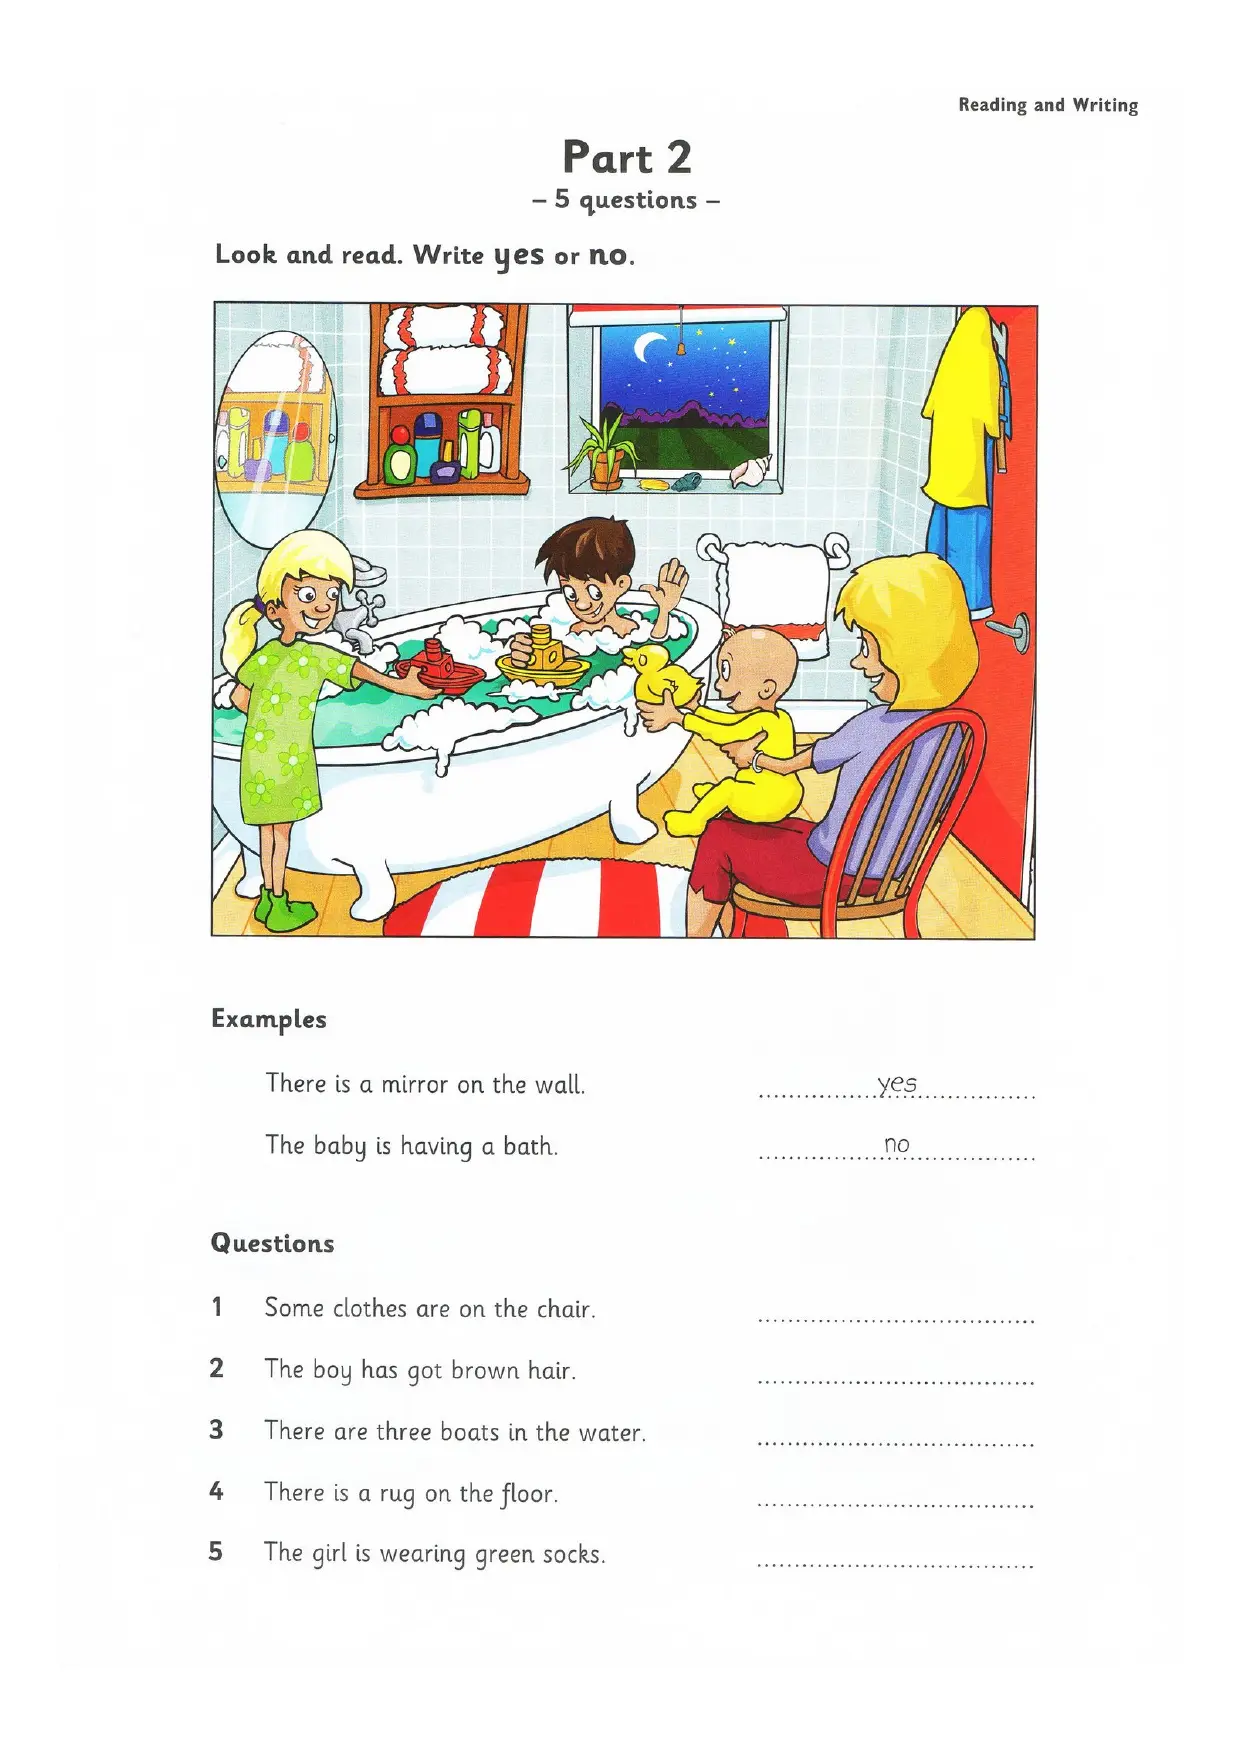 Reading and Writing
Part 2
– 5 questions –
Look and read. Write yes or no.
Examples
There is a mirror on the wall. yes
The baby is having a bath. no
Questions
1 Some clothes are on the chair.
2 The boy has got brown hair.
3 There are three boats in the water.
4 There is a rug on the floor.
5 The girl is wearing green socks.